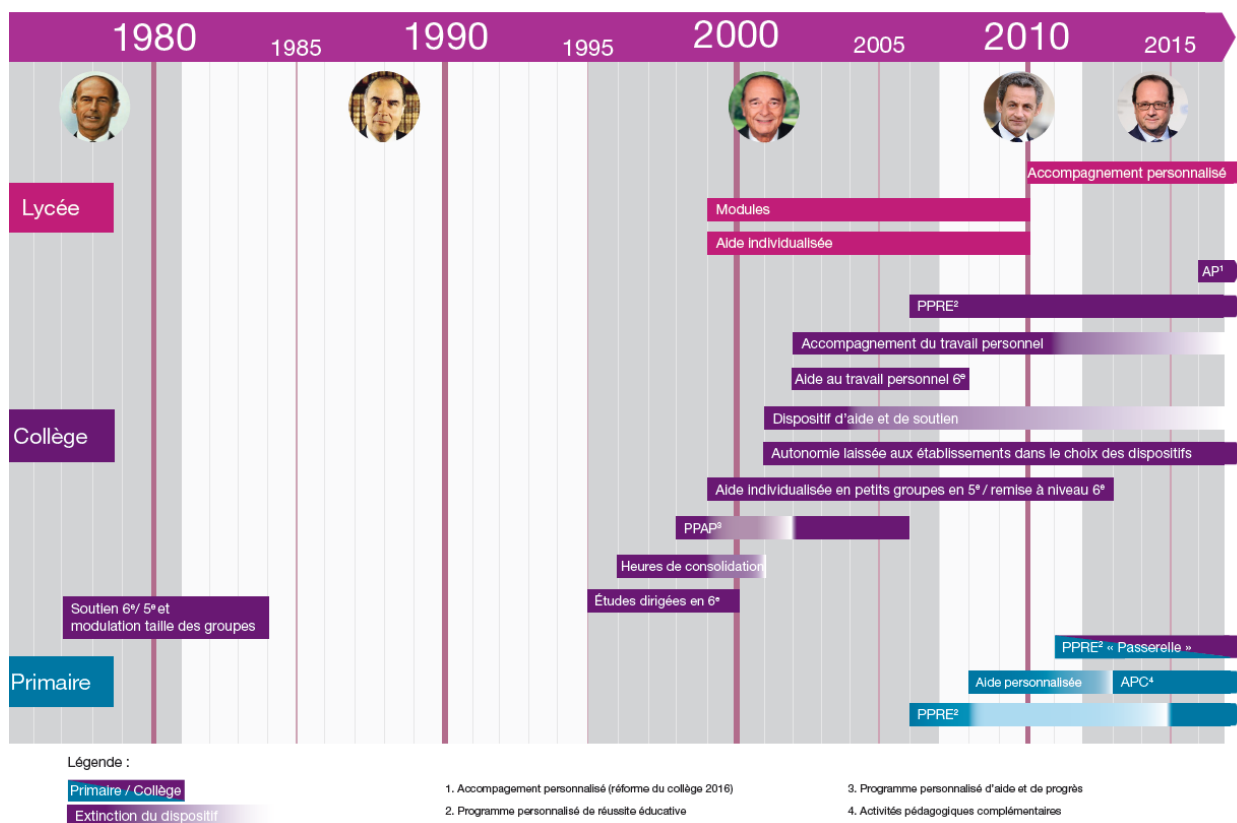 1980
1985
1990
1995
2000
2005
2010
2015
Accompagnement personnalisé
Lycée
Modules
Aide individualisée
AP¹
PPRE²
Accompagnement du travail personnel
Aide au travail personnel 6ᵉ
Dispositif d'aide et de soutien
Collège
Autonomie laissée aux établissements dans le choix des dispositifs
Aide individualisée en petits groupes en 5ᵉ / remise à niveau 6ᵉ
PPAP³
Heures de consolidation
Études dirigées en 6ᵉ
Soutien 6ᵉ/ 5ᵉ et
modulation taille des groupes
PPRE² « Passerelle »
Primaire
Aide personnalisée
APC⁴
PPRE²
Légende :
Primaire / Collège
Extinction du dispositif
1. Accompagement personnalisé (réforme du collège 2016)
2. Programme personnalisé de réussite éducative
3. Programme personnalisé d'aide et de progrès
4. Activités pédagogiques complémentaires